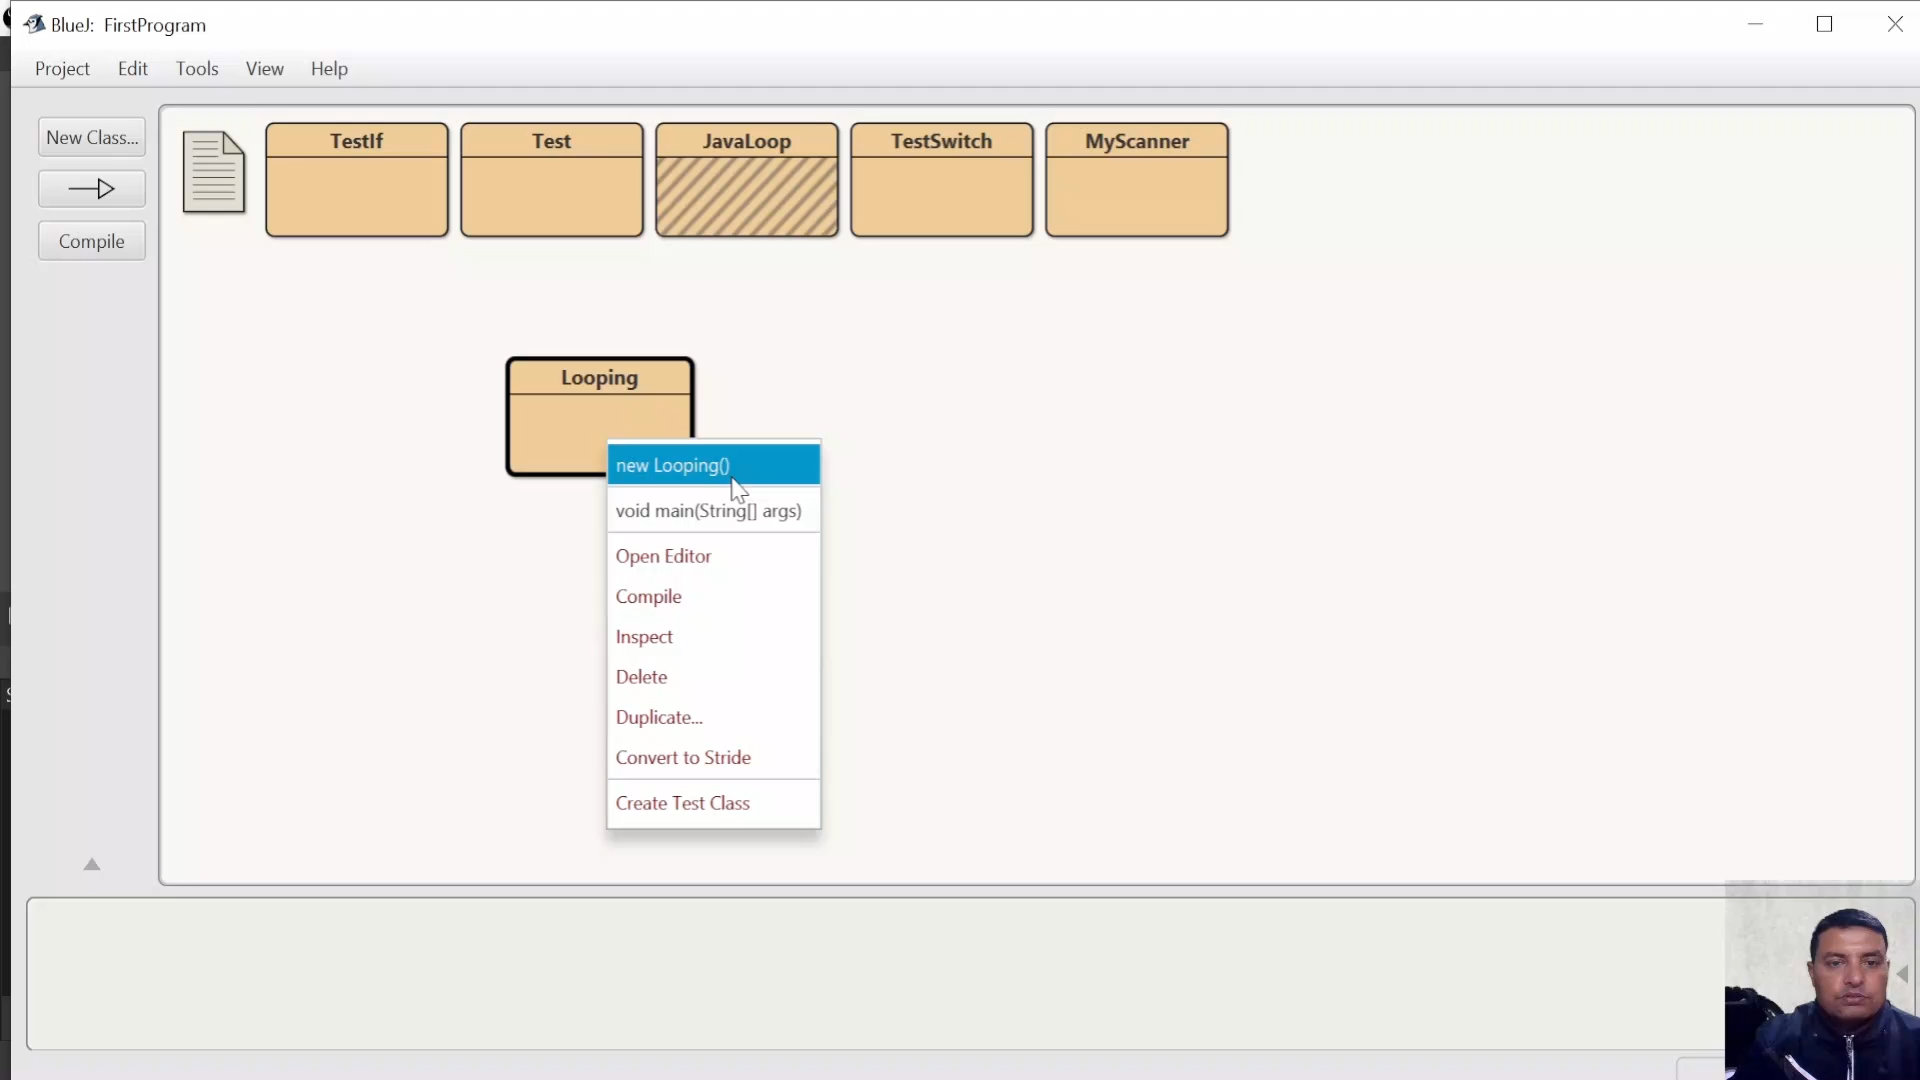 BlueJ: FirstProgram
Project Edit Tools View Help
New Class...
Compile
TestIf
Test
JavaLoop
TestSwitch
MyScanner
Looping
new Looping()
void main(String[] args)
Open Editor
Compile
Inspect
Delete
Duplicate...
Convert to Stride
Create Test Class